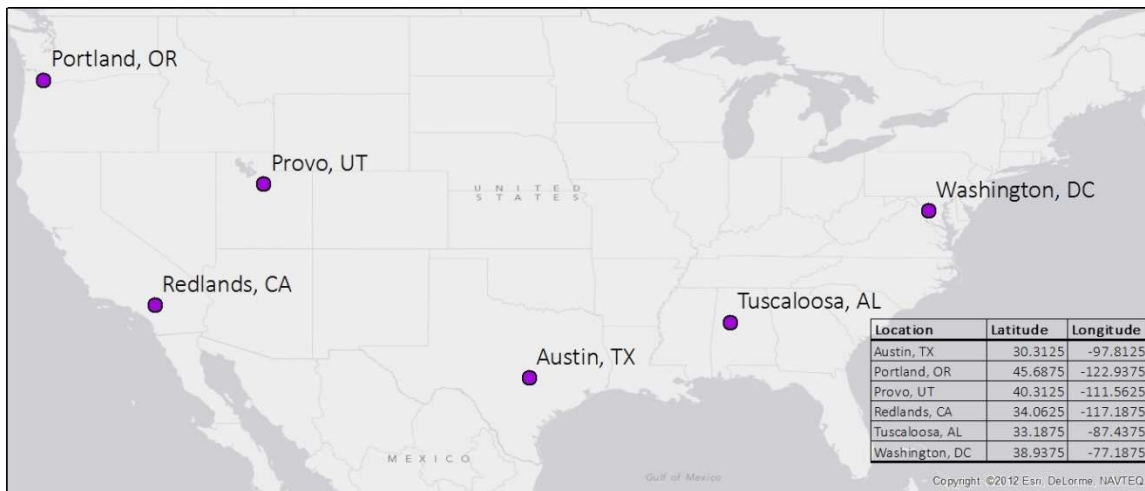 Portland, OR
Provo, UT
UNITED
STATES
Washington, DC
Redlands, CA
Tuscaloosa, AL
Austin, TX
Location Latitude Longitude
Austin, TX 30.3125 -97.8125
Portland, OR 45.6875 -122.9375
Provo, UT 40.3125 -111.5625
Redlands, CA 34.0625 -117.1875
Tuscaloosa, AL 33.1875 -87.4375
Washington, DC 38.9375 -77.1875
MEXICO
Gulf of Mexico
Copyright ©2012 Esri, DeLorme, NAVTEQ